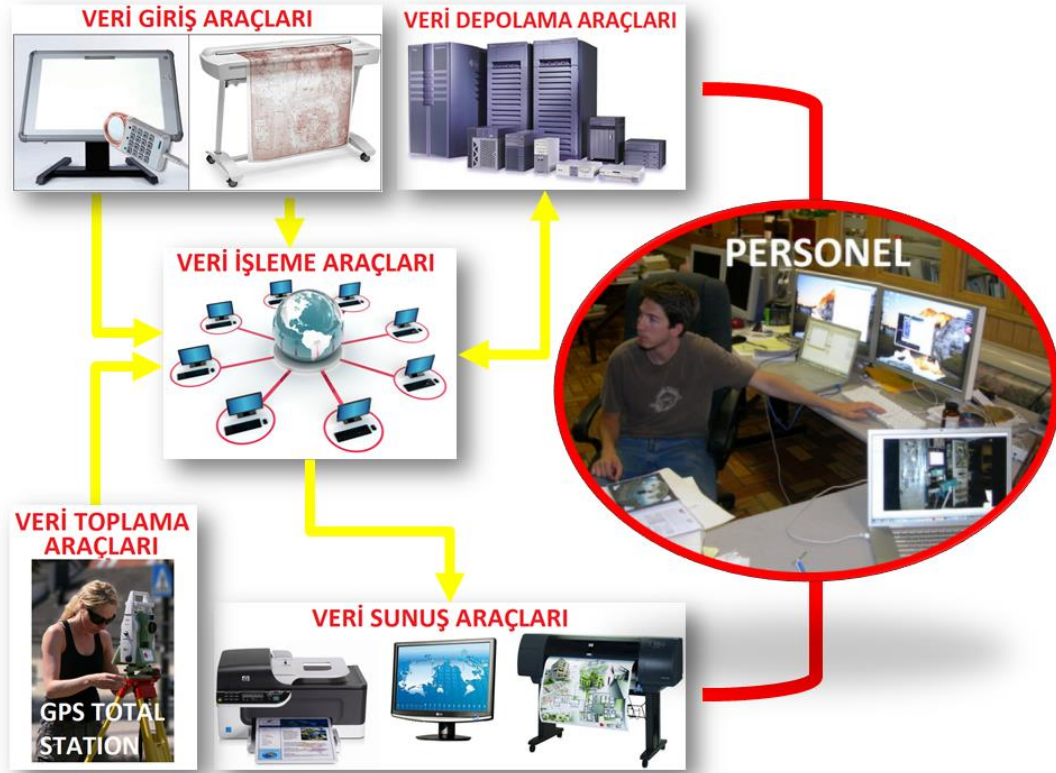 VERİ GİRİŞ ARAÇLARI
VERİ DEPOLAMA ARAÇLARI
VERİ İŞLEME ARAÇLARI
PERSONEL
VERİ TOPLAMA
ARAÇLARI
GPS TOTAL
STATION
VERİ SUNUŞ ARAÇLARI